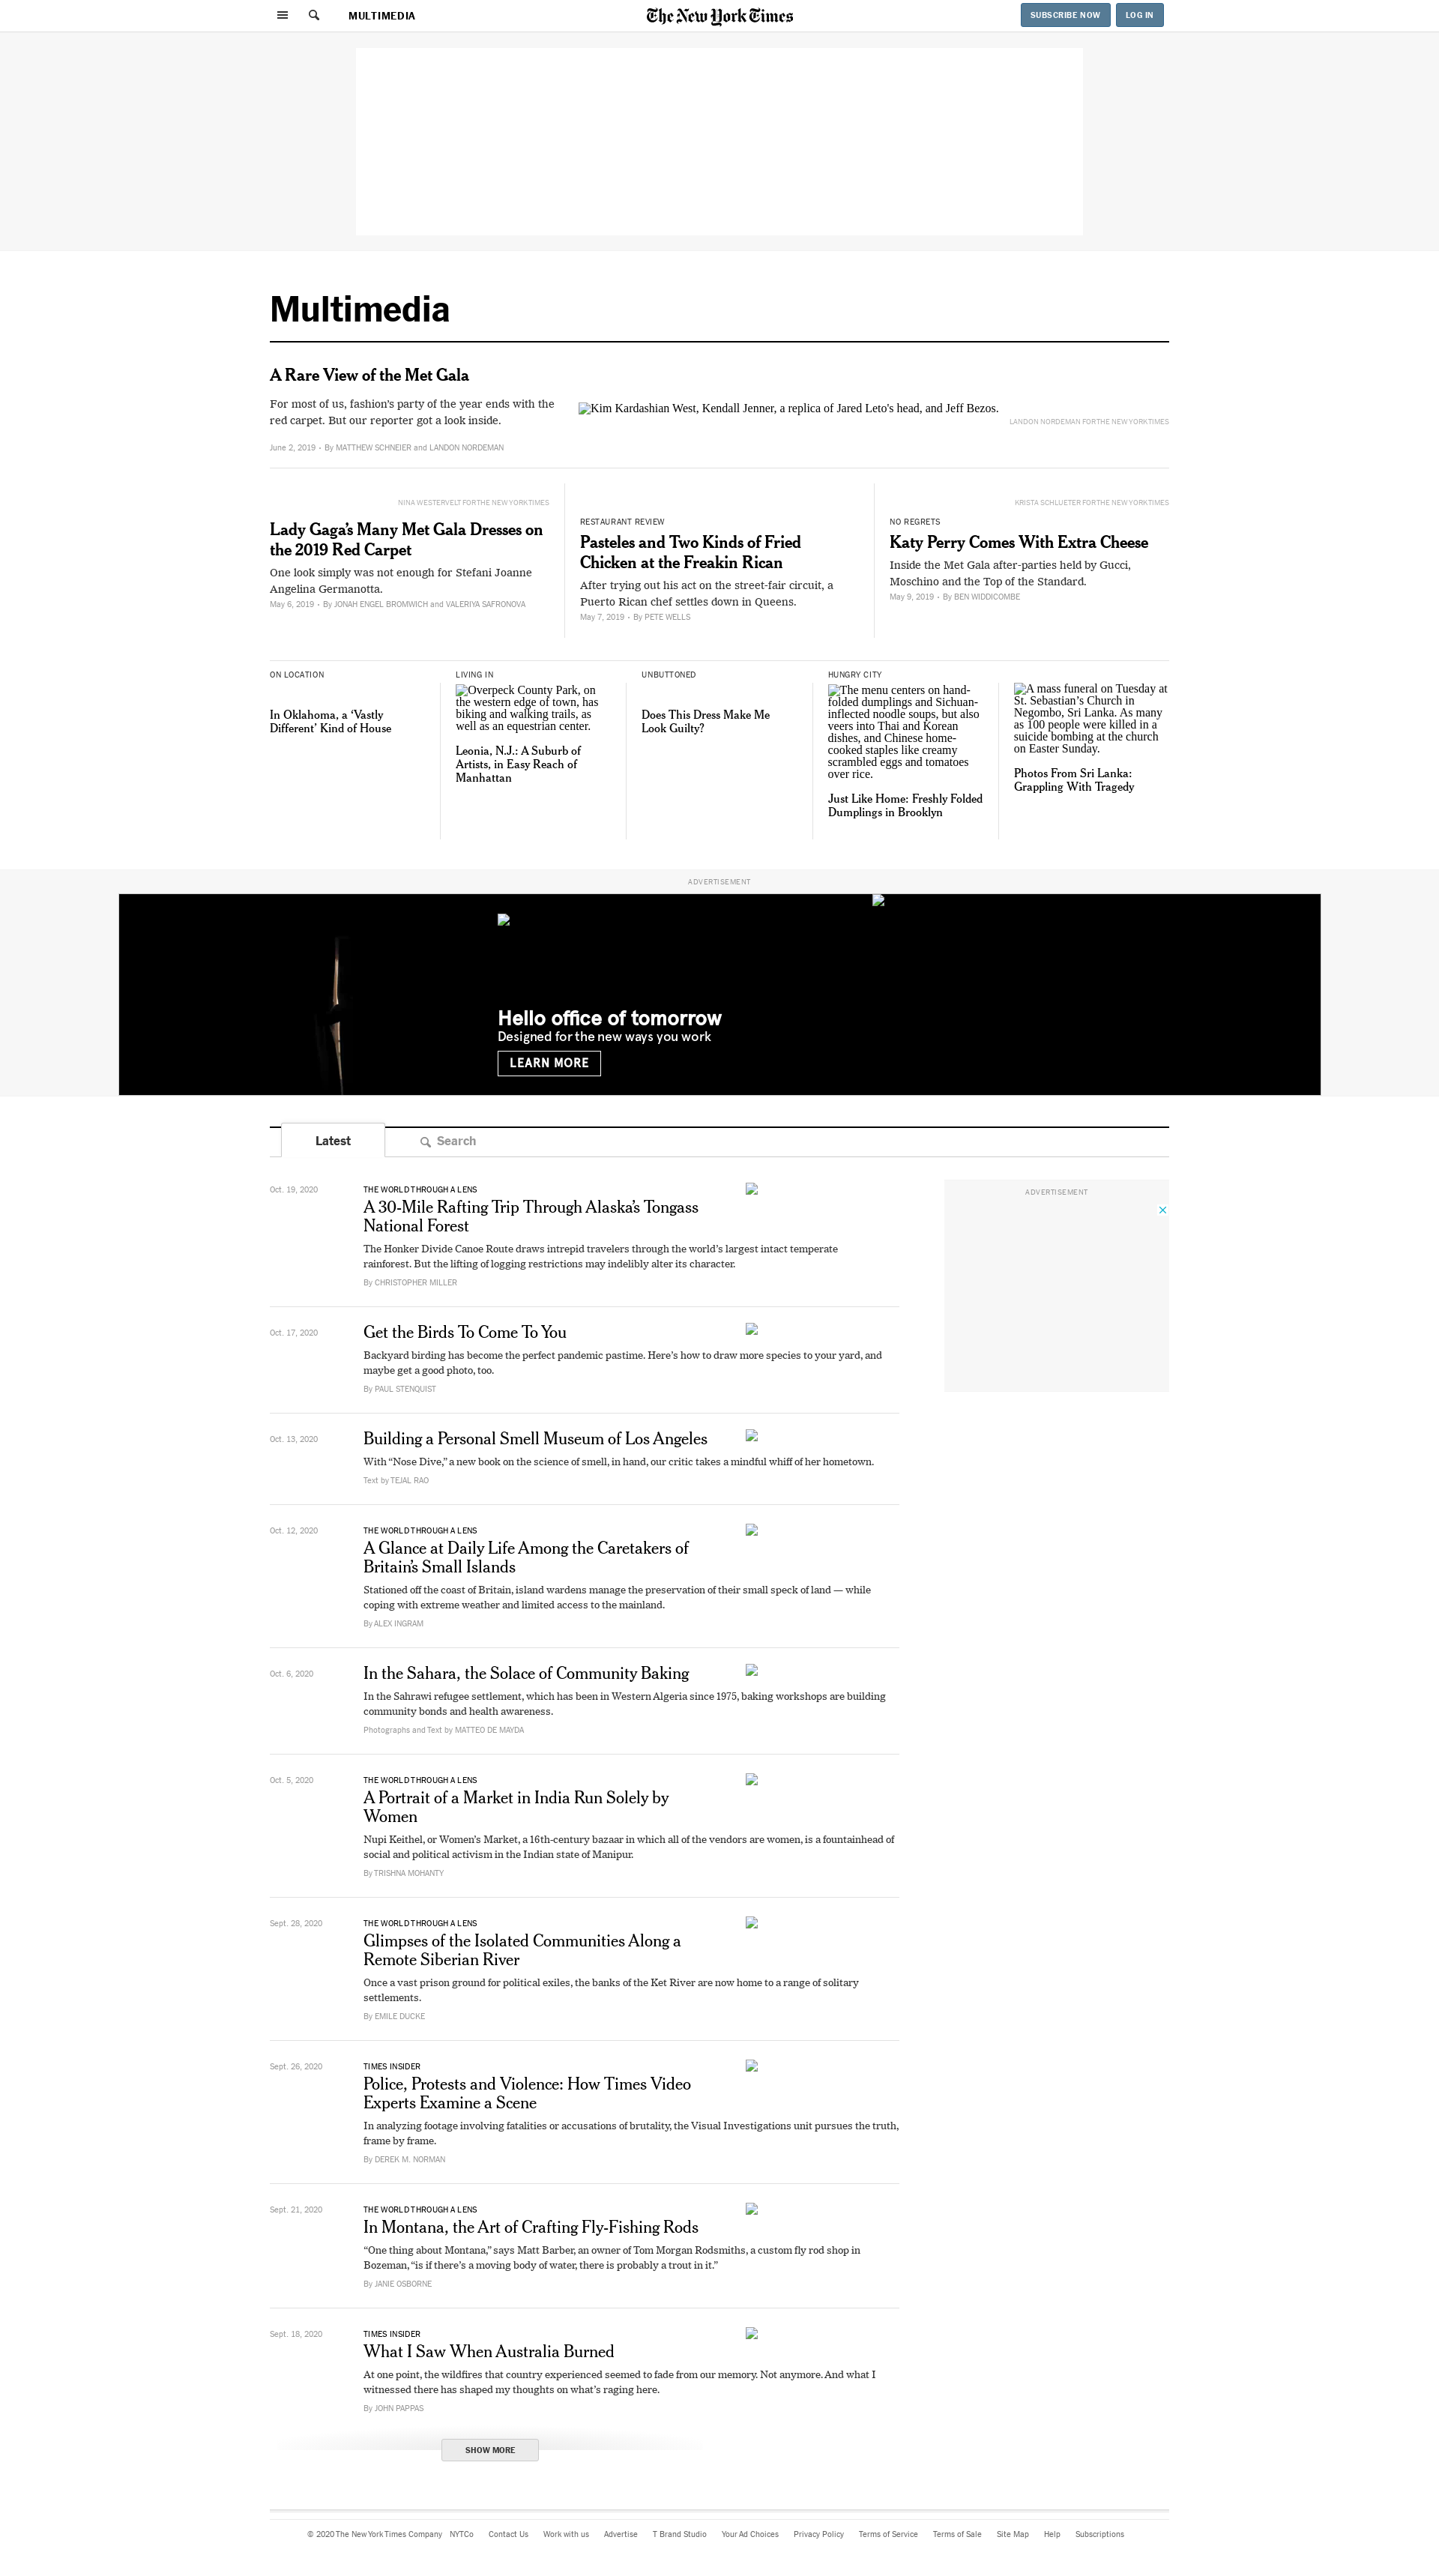 MULTIMEDIA
The New York Times
SUBSCRIBE NOW
LOG IN
Multimedia
A Rare View of the Met Gala
For most of us, fashion's party of the year ends with the
red carpet. But our reporter got a look inside.
June 2, 2019 • By MATTHEW SCHNEIER and LANDON NORDEMAN
Kim Kardashian West, Kendall Jenner, a replica of Jared Leto's head, and Jeff Bezos.
LANDON NORDEMAN FOR THE NEW YORK TIMES
NINA WESTERVELT FOR THE NEW YORK TIMES
Lady Gaga's Many Met Gala Dresses on
the 2019 Red Carpet
One look simply was not enough for Stefani Joanne
Angelina Germanotta.
May 6, 2019 • By JONAH ENGEL BROMWICH and VALERIYA SAFRONOVA
RESTAURANT REVIEW
Pasteles and Two Kinds of Fried
Chicken at the Freakin Rican
After trying out his act on the street-fair circuit, a
Puerto Rican chef settles down in Queens.
May 7, 2019 • By PETE WELLS
KRISTA SCHLUETER FOR THE NEW YORK TIMES
NO REGRETS
Katy Perry Comes With Extra Cheese
Inside the Met Gala after-parties held by Gucci,
Moschino and the Top of the Standard.
May 9, 2019 • By BEN WIDDICOMBE
ON LOCATION
In Oklahoma, a ‘Vastly
Different’ Kind of House
LIVING IN
Overpeck County Park, on
the western edge of town, has
biking and walking trails, as
well as an equestrian center.
Leonia, N.J.: A Suburb of
Artists, in Easy Reach of
Manhattan
UNBUTTONED
Does This Dress Make Me
Look Guilty?
HUNGRY CITY
The menu centers on hand-
folded dumplings and Sichuan-
inflected noodle soups, but also
veers into Thai and Korean
dishes, and Chinese home-
cooked staples like creamy
scrambled eggs and tomatoes
over rice.
Just Like Home: Freshly Folded
Dumplings in Brooklyn
A mass funeral on Tuesday at
St. Sebastian’s Church in
Negombo, Sri Lanka. As many
as 100 people were killed in a
suicide bombing at the church
on Easter Sunday.
Photos From Sri Lanka:
Grappling With Tragedy
ADVERTISEMENT
Hello office of tomorrow
Designed for the new ways you work
LEARN MORE
Latest
Search
ADVERTISEMENT
Oct. 19, 2020
THE WORLD THROUGH A LENS
A 30-Mile Rafting Trip Through Alaska’s Tongass
National Forest
The Honker Divide Canoe Route draws intrepid travelers through the world’s largest intact temperate
rainforest. But the lifting of logging restrictions may indelibly alter its character.
By CHRISTOPHER MILLER
Oct. 17, 2020
Get the Birds To Come To You
Backyard birding has become the perfect pandemic pastime. Here’s how to draw more species to your yard, and
maybe get a good photo, too.
By PAUL STENQUIST
Oct. 13, 2020
Building a Personal Smell Museum of Los Angeles
With “Nose Dive,” a new book on the science of smell, in hand, our critic takes a mindful whiff of her hometown.
Text by TEJAL RAO
Oct. 12, 2020
THE WORLD THROUGH A LENS
A Glance at Daily Life Among the Caretakers of
Britain’s Small Islands
Stationed off the coast of Britain, island wardens manage the preservation of their small speck of land — while
coping with extreme weather and limited access to the mainland.
By ALEX INGRAM
Oct. 6, 2020
In the Sahara, the Solace of Community Baking
In the Sahrawi refugee settlement, which has been in Western Algeria since 1975, baking workshops are building
community bonds and health awareness.
Photographs and Text by MATTEO DE MAYDA
Oct. 5, 2020
THE WORLD THROUGH A LENS
A Portrait of a Market in India Run Solely by
Women
Nupi Keithel, or Women’s Market, a 16th-century bazaar in which all of the vendors are women, is a fountainhead of
social and political activism in the Indian state of Manipur.
By TRISHNA MOHANTY
Sept. 28, 2020
THE WORLD THROUGH A LENS
Glimpses of the Isolated Communities Along a
Remote Siberian River
Once a vast prison ground for political exiles, the banks of the Ket River are now home to a range of solitary
settlements.
By EMILE DUCKE
Sept. 26, 2020
TIMES INSIDER
Police, Protests and Violence: How Times Video
Experts Examine a Scene
In analyzing footage involving fatalities or accusations of brutality, the Visual Investigations unit pursues the truth,
frame by frame.
By DEREK M. NORMAN
Sept. 21, 2020
THE WORLD THROUGH A LENS
In Montana, the Art of Crafting Fly-Fishing Rods
“One thing about Montana,” says Matt Barber, an owner of Tom Morgan Rodsmiths, a custom fly rod shop in
Bozeman, “is if there’s a moving body of water, there is probably a trout in it.”
By JANIE OSBORNE
Sept. 18, 2020
TIMES INSIDER
What I Saw When Australia Burned
At one point, the wildfires that country experienced seemed to fade from our memory. Not anymore. And what I
witnessed there has shaped my thoughts on what’s raging here.
By JOHN PAPPAS
SHOW MORE
© 2020 The New York Times Company NYTCo Contact Us Work with us Advertise T Brand Studio Your Ad Choices Privacy Policy Terms of Service Terms of Sale Site Map Help Subscriptions